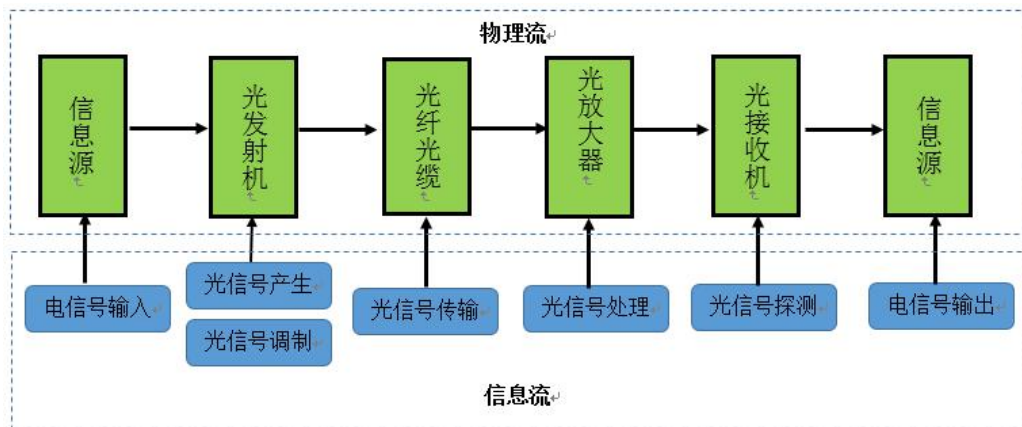 物理流
信息源
光发射机
光纤光缆
光放大器
光接收机
信息源
电信号输入
光信号产生
光信号调制
光信号传输
光信号处理
光信号探测
电信号输出
信息流